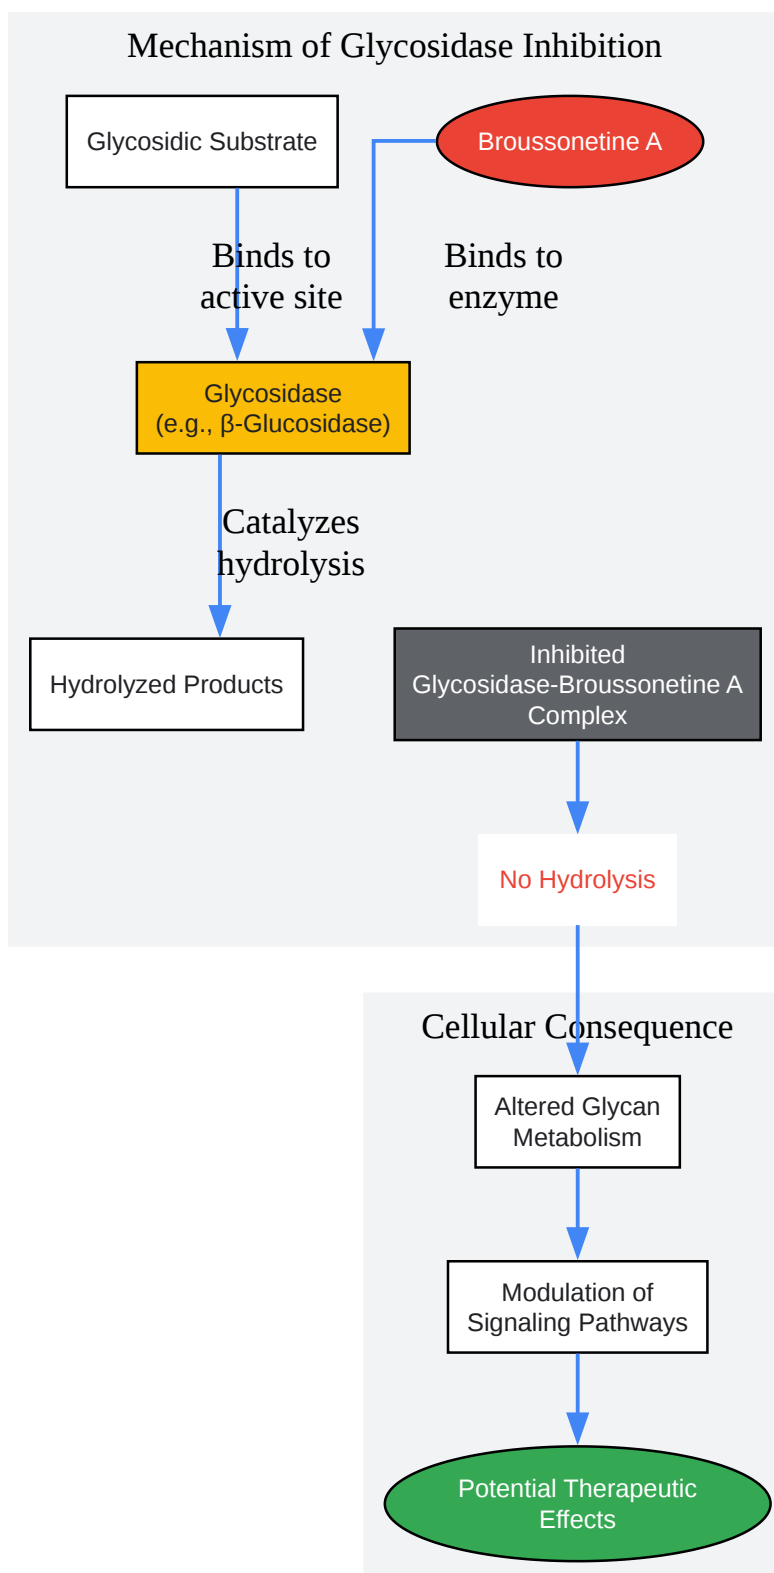 Mechanism of Glycosidase Inhibition
Glycosidic Substrate
Broussonetine A
Binds to
active site
Binds to
enzyme
Glycosidase
(e.g., β-Glucosidase)
Catalyzes
hydrolysis
Hydrolyzed Products
Inhibited
Glycosidase-Broussonetine A
Complex
No Hydrolysis
Cellular Consequence
Altered Glycan
Metabolism
Modulation of
Signaling Pathways
Potential Therapeutic
Effects